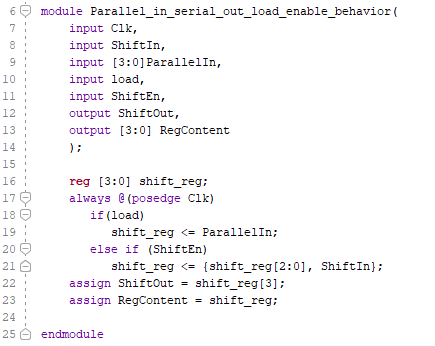 6 module Parallel_in_serial_out_load_enable_behavior(
7 input Clk,
8 input ShiftIn,
9 input [3:0]ParallelIn,
10 input load,
11 input ShiftEn,
12 output ShiftOut,
13 output [3:0] RegContent
14 );
15
16 reg [3:0] shift_reg;
17 always @(posedge Clk)
18 if(load)
19 shift_reg <= ParallelIn;
20 else if (ShiftEn)
21 shift_reg <= {shift_reg[2:0], ShiftIn};
22 assign ShiftOut = shift_reg[3];
23 assign RegContent = shift_reg;
24
25 endmodule